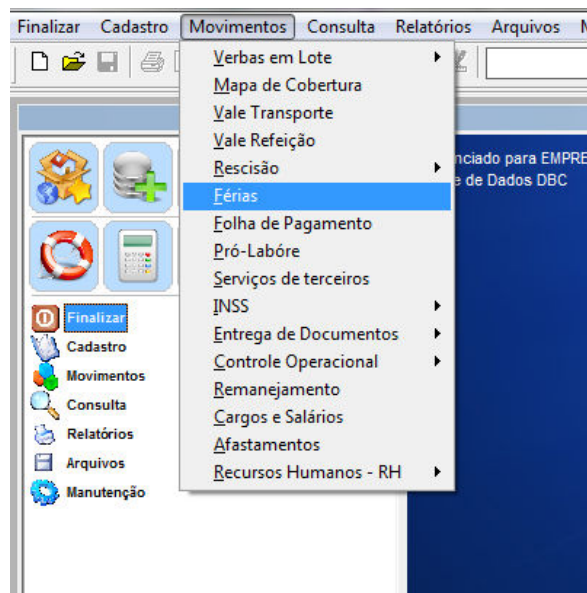 Finalizar Cadastro Movimentos Consulta Relatórios Arquivos
Verbas em Lote
Mapa de Cobertura
Vale Transporte
Vale Refeição
Rescisão
Férias
Folha de Pagamento
Pró-Labóre
Serviços de terceiros
INSS
Entrega de Documentos
Controle Operacional
Remanejamento
Cargos e Salários
Afastamentos
Recursos Humanos - RH
nciado para EMPRE
e de Dados DBC
Finalizar
Cadastro
Movimentos
Consulta
Relatórios
Arquivos
Manutenção